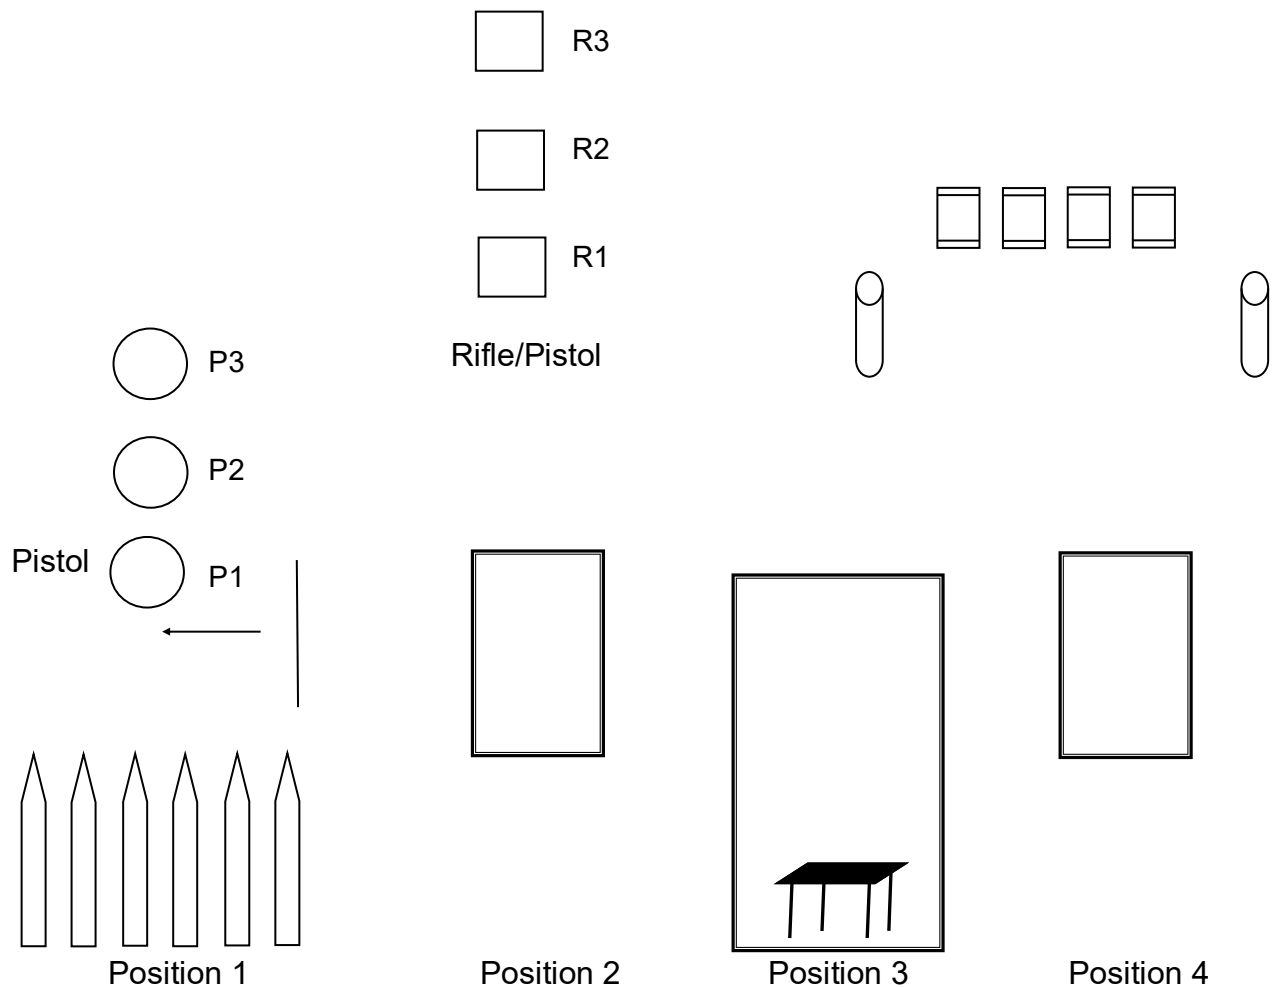 R3
R2
R1
Rifle/Pistol
P3
P2
Pistol
P1
Position 1
Position 2
Position 3
Position 4